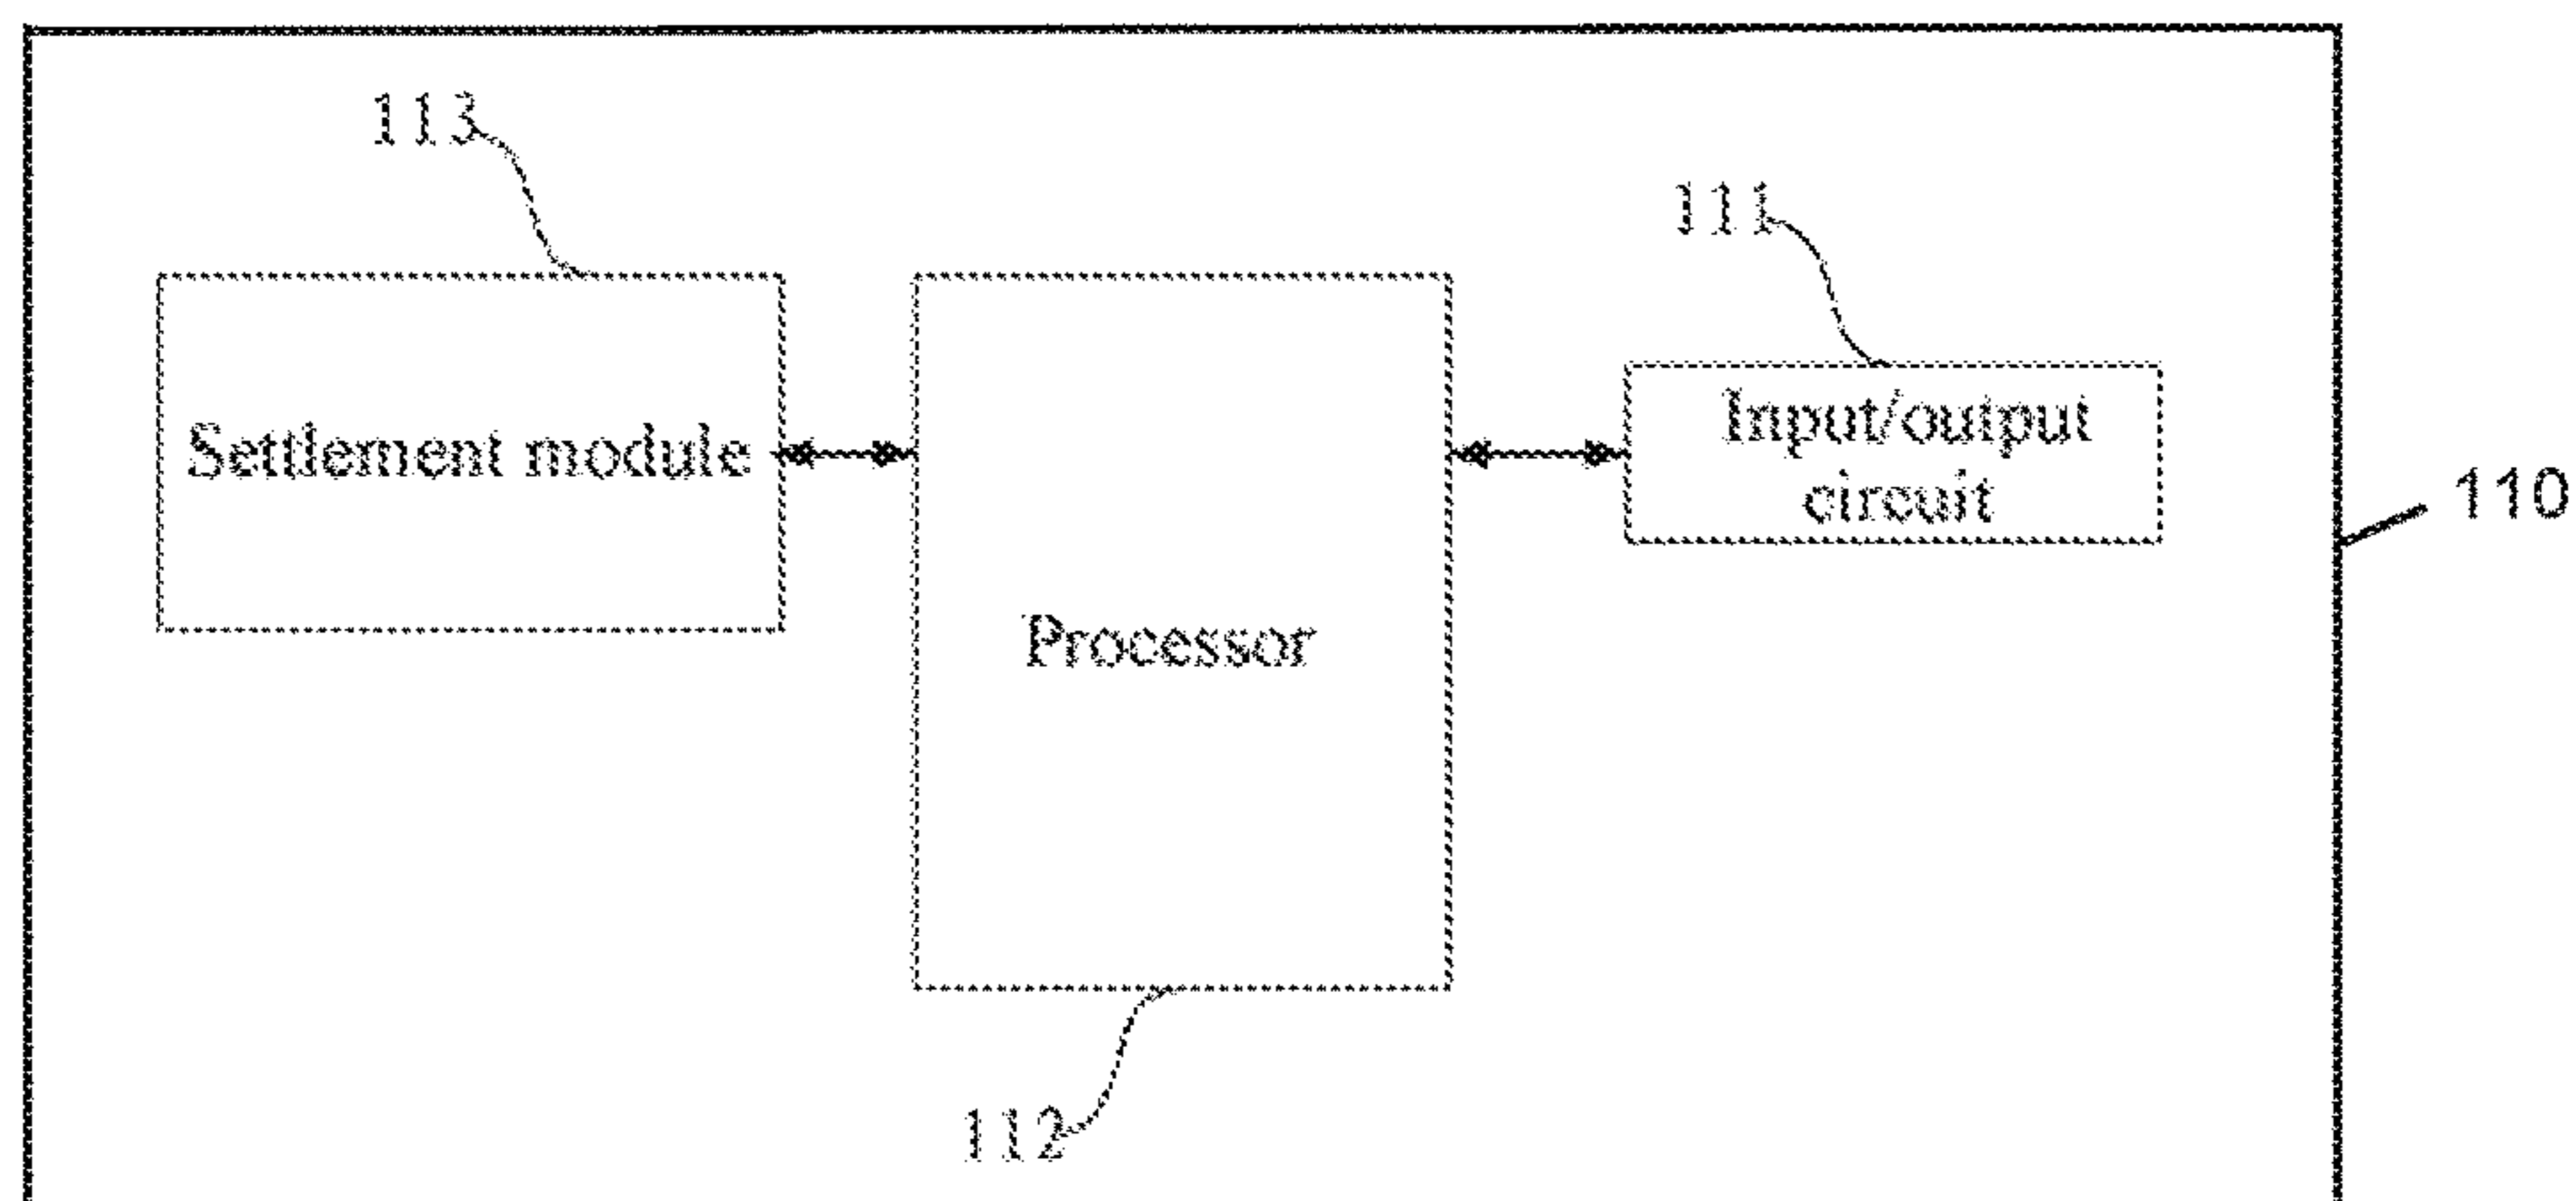 113
111
Settlement module
Input/output
circuit
110
Processor
112